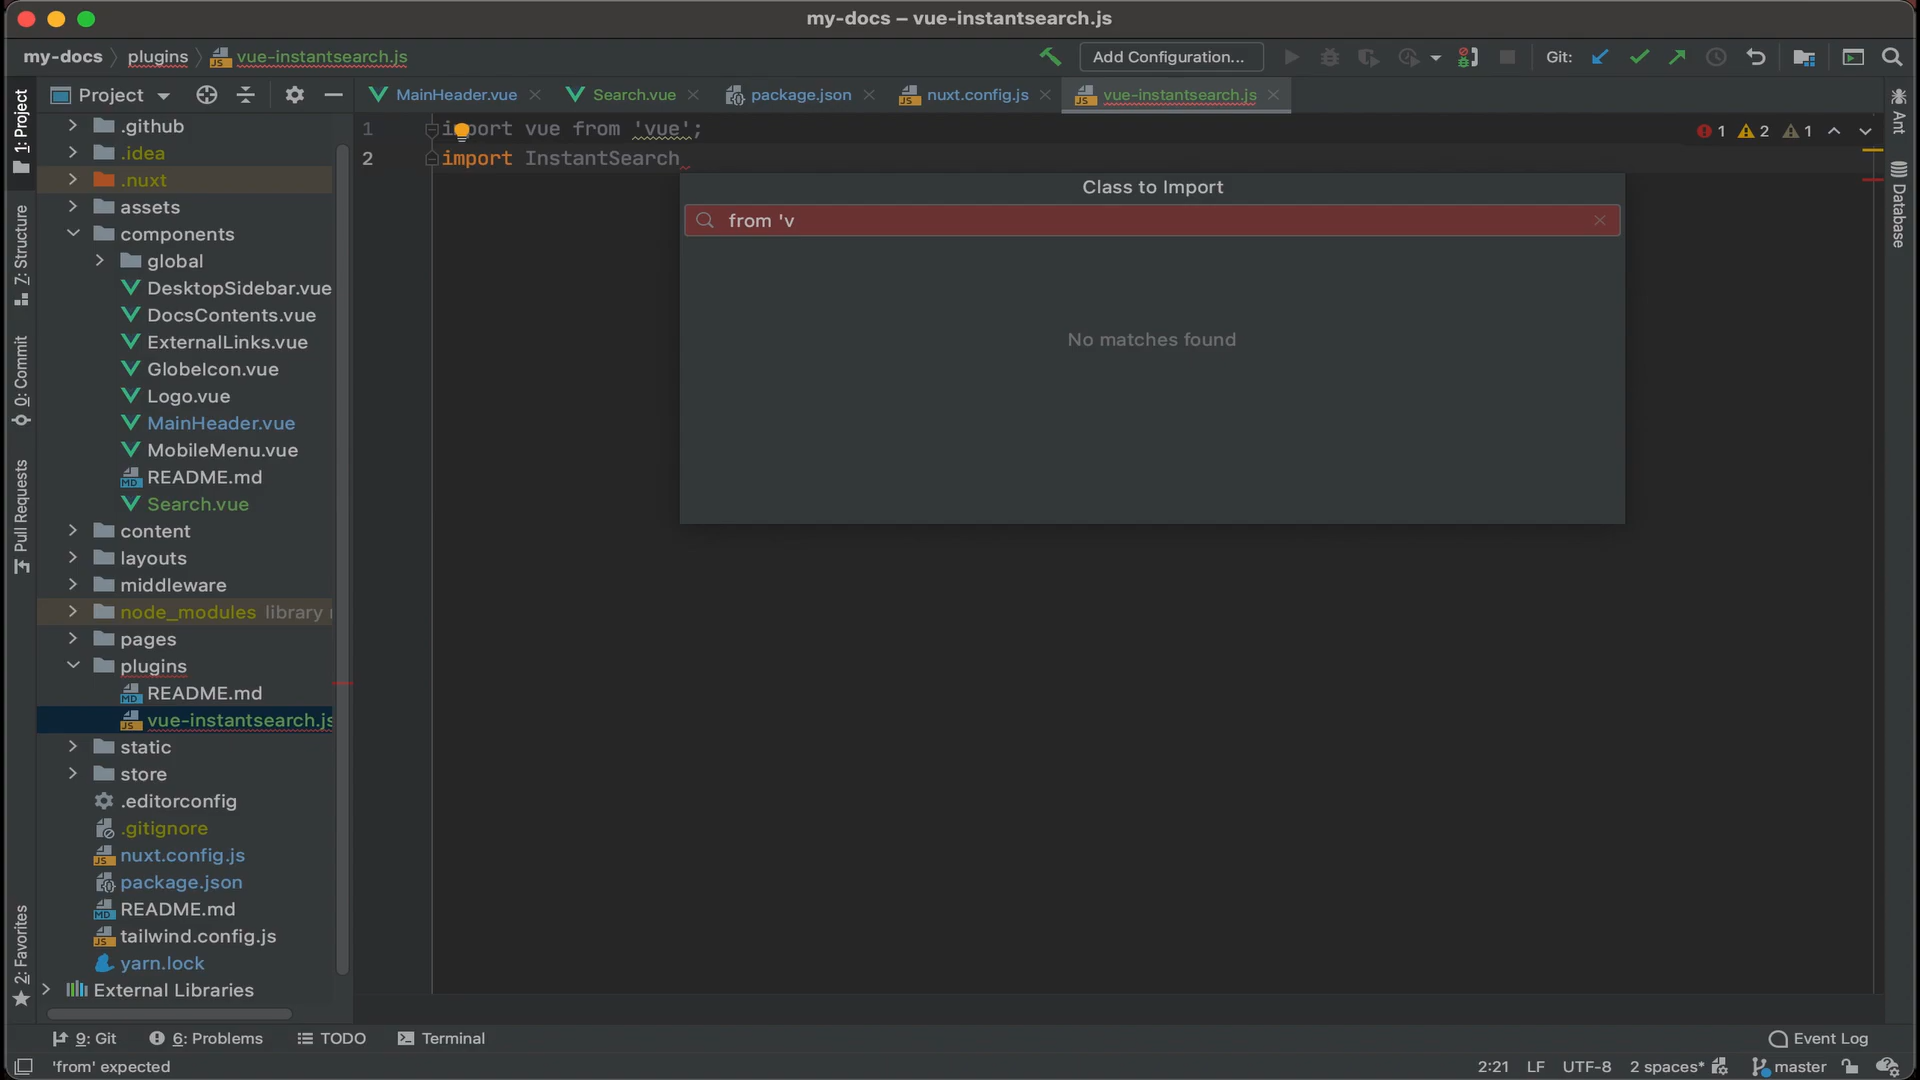 my-docs – vue-instantsearch.js
my-docs plugins vue-instantsearch.js
Add Configuration...
Git:
1: Project
7: Structure
0: Commit
Pull Requests
2: Favorites
Project
MainHeader.vue
Search.vue
package.json
nuxt.config.js
vue-instantsearch.js
.github
.idea
.nuxt
assets
components
global
DesktopSidebar.vue
DocsContents.vue
ExternalLinks.vue
GlobeIcon.vue
Logo.vue
MainHeader.vue
MobileMenu.vue
README.md
Search.vue
content
layouts
middleware
node_modules library
pages
plugins
README.md
vue-instantsearch.js
static
store
.editorconfig
.gitignore
nuxt.config.js
package.json
README.md
tailwind.config.js
yarn.lock
External Libraries
1 import vue from 'vue';
2 import InstantSearch
1 2 1
Class to Import
from 'v
No matches found
Ant
Database
9: Git
6: Problems
TODO
Terminal
Event Log
'from' expected
2:21 LF UTF-8 2 spaces* master